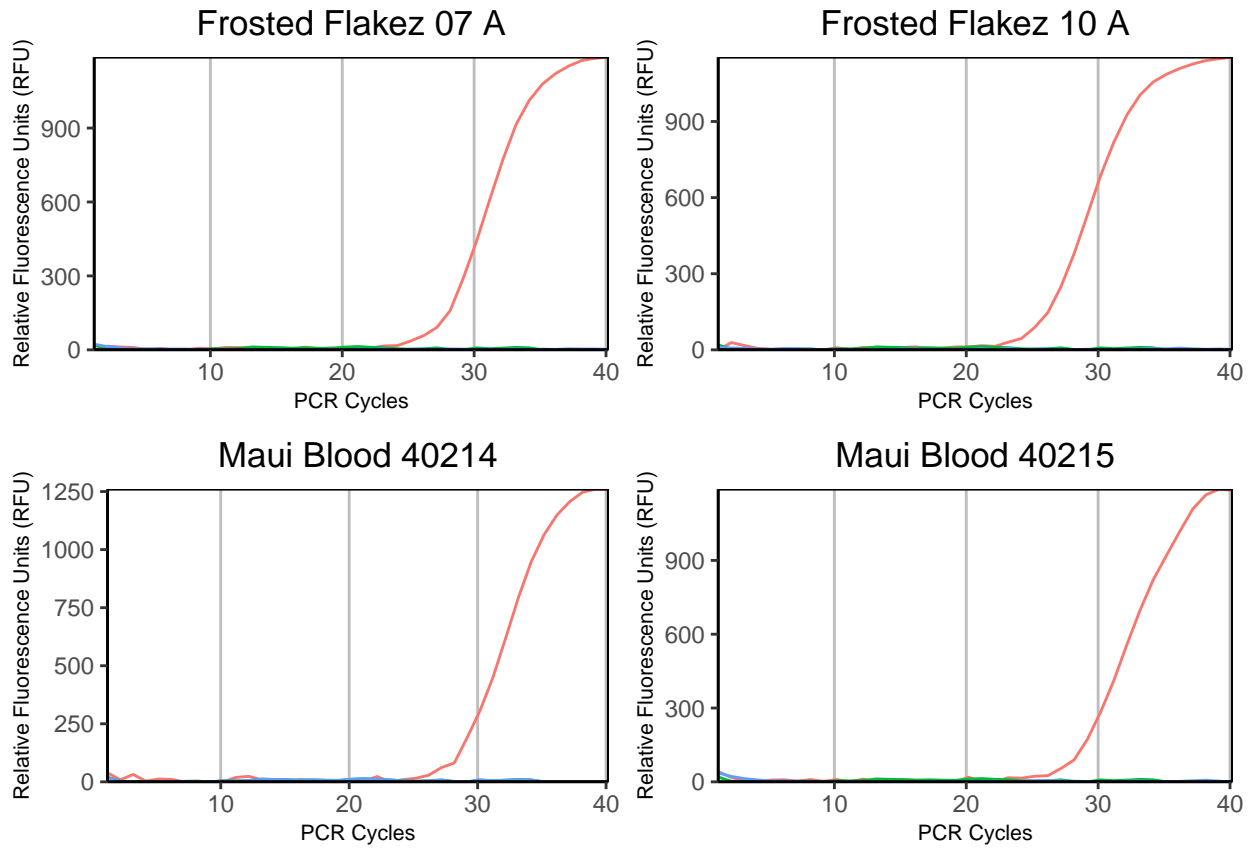 Frosted Flakez 07 A
Relative Fluorescence Units (RFU)
900
600
300
0
10 20 30 40
PCR Cycles
Frosted Flakez 10 A
Relative Fluorescence Units (RFU)
900
600
300
0
10 20 30 40
PCR Cycles
Maui Blood 40214
Relative Fluorescence Units (RFU)
1250
1000
750
500
250
0
10 20 30 40
PCR Cycles
Maui Blood 40215
Relative Fluorescence Units (RFU)
900
600
300
0
10 20 30 40
PCR Cycles